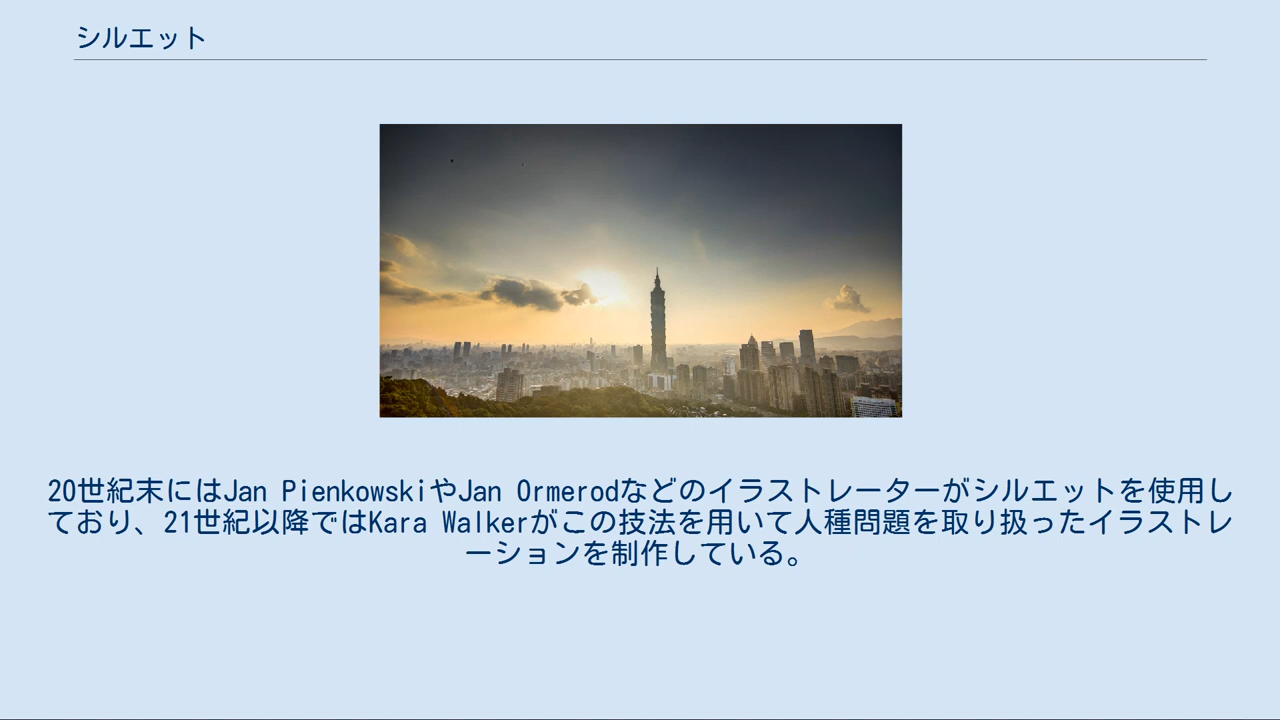 シルエット
20世紀末にはJan PienkowskiやJan Ormerodなどのイラストレーターがシルエットを使用し
ており、21世紀以降ではKara Walkerがこの技法を用いて人種問題を取り扱ったイラストレ
ーションを制作している。